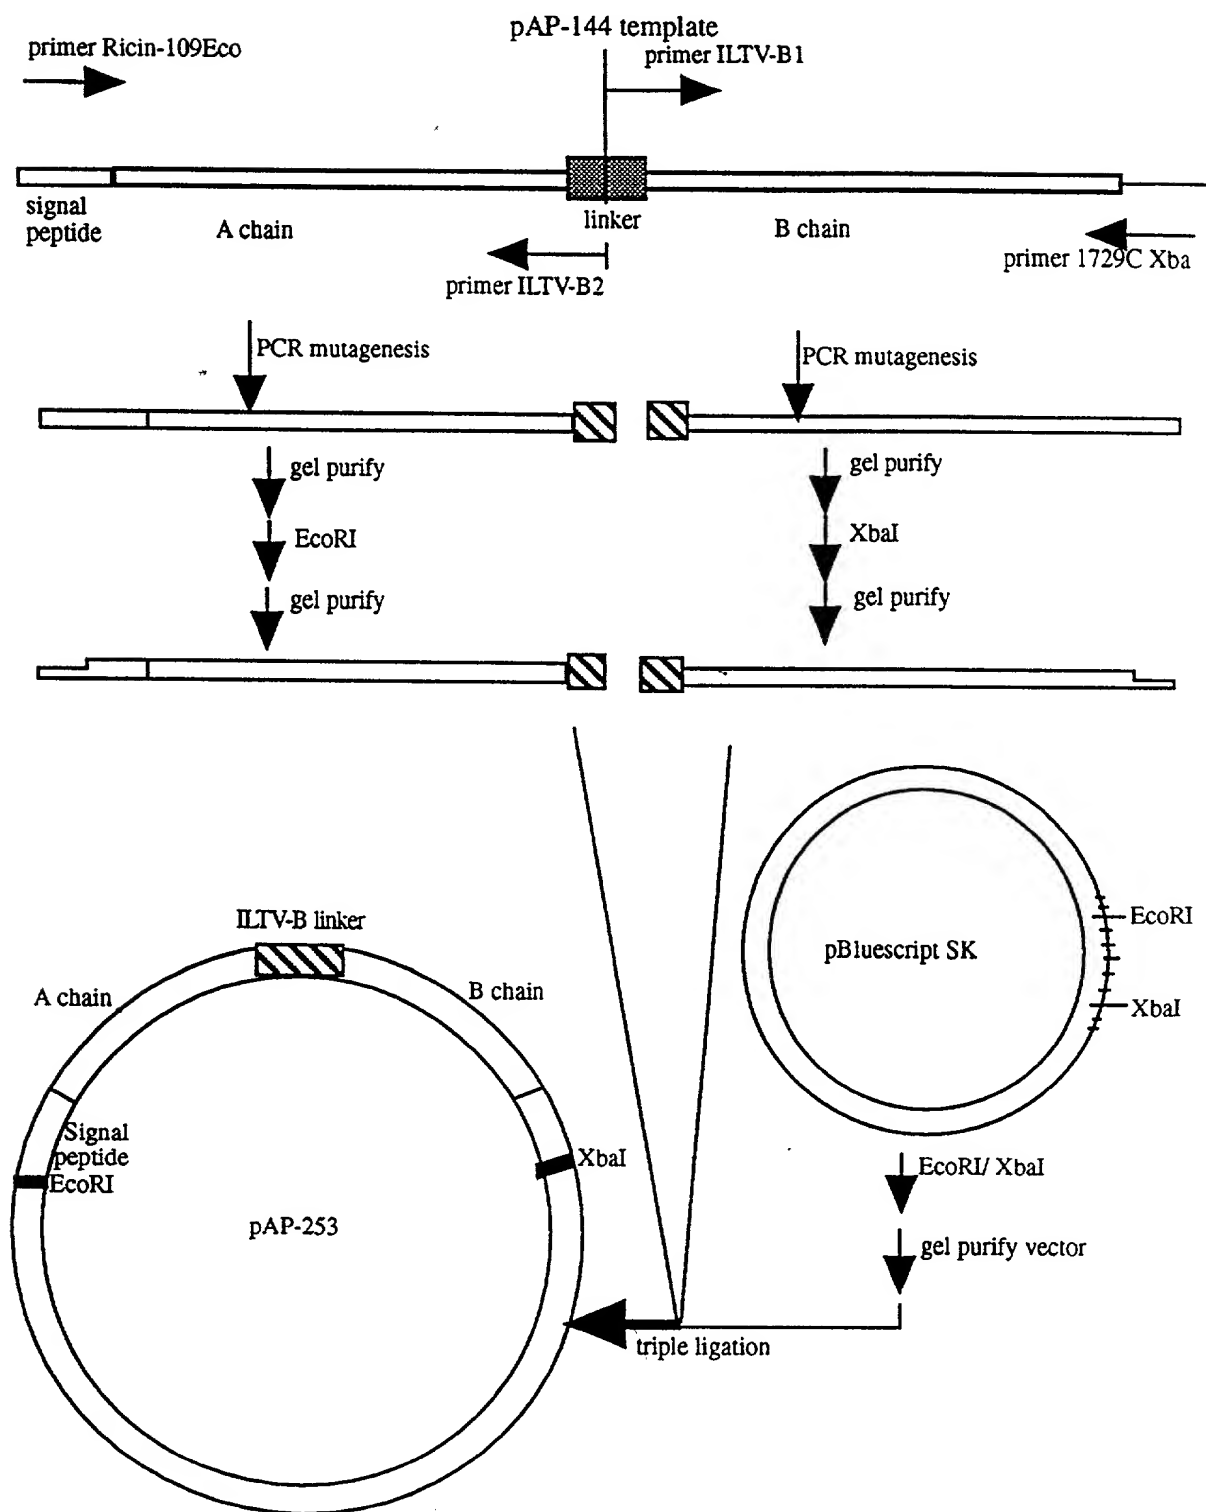 pAP-144 template
primer Ricin-109Eco
primer ILTV-B1
signal
peptide
A chain
linker
B chain
primer ILTV-B2
primer 1729C Xba
PCR mutagenesis
PCR mutagenesis
gel purify
gel purify
EcoRI
XbaI
gel purify
gel purify
ILTV-B linker
A chain
B chain
Signal
peptide
EcoRI
XbaI
pAP-253
pBluescript SK
EcoRI
XbaI
EcoRI/ XbaI
gel purify vector
triple ligation